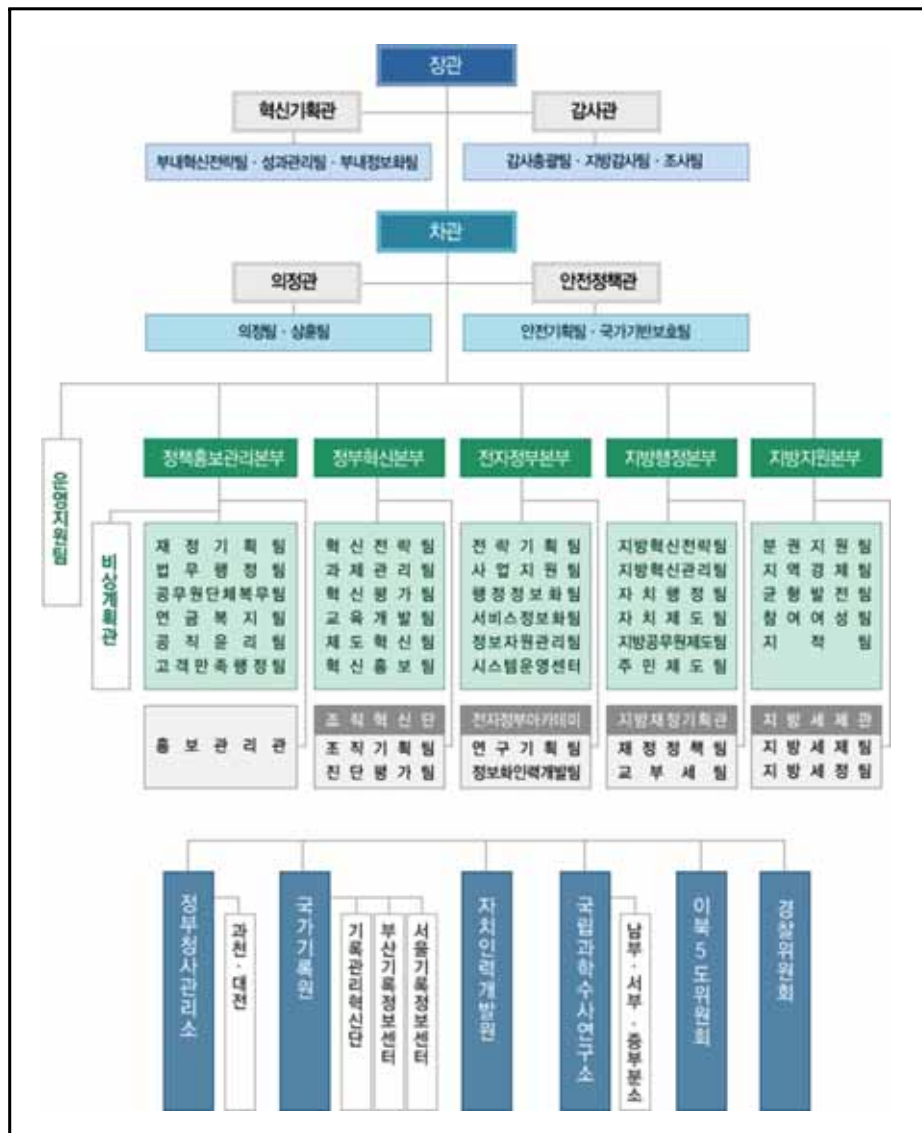 장관
혁신기획관
감사관
부내혁신전략팀 · 성과관리팀 · 부내정보화팀
감사총괄팀 · 지방감사팀 · 조사팀
차관
의정관
안전정책관
의정팀 · 상훈팀
안전기획팀 · 국가기반보호팀
운영지원팀
정책홍보관리본부
정부혁신본부
전자정부본부
지방행정본부
지방지원본부
비상계획관
재정기획팀
법무행정팀
공무원단체복무팀
연금복지팀
공직윤리팀
고객만족행정팀
홍보관리관
혁신전략팀
과제관리팀
혁신평가팀
교육개발팀
제도혁신팀
혁신홍보팀
조직혁신단
조직기획팀
진단평가팀
전략기획팀
사업지원팀
행정정보화팀
서비스정보화팀
정보자원관리팀
시스템운영센터
전자정부아카데미
연구기획팀
정보화인력개발팀
지방혁신전략팀
지방혁신관리팀
자치행정팀
자치제도팀
지방공무원제도팀
주민제도팀
지방재정기획관
재정정책팀
교부세팀
분권지원팀
지역경제팀
균형발전팀
참여여성팀
지적팀
지방세제관
지방세제팀
지방세정팀
정부청사관리소
과천 · 대전
국가기록원
기록관리혁신단
부산기록정보센터
서울기록정보센터
자치인력개발원
국립과학수사연구소
남부 · 서부 · 중부분소
이북5도위원회
경찰위원회